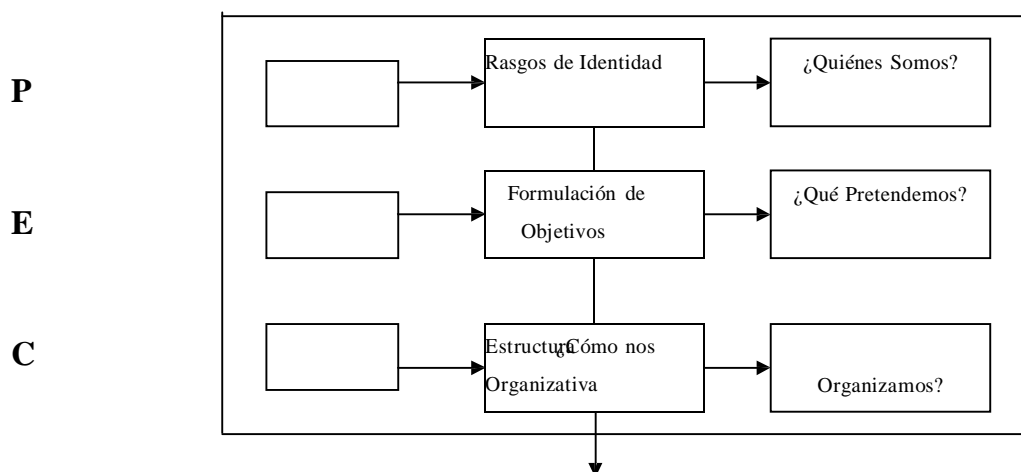 P
Rasgos de Identidad
¿Quiénes Somos?
E
Formulación de
Objetivos
¿Qué Pretendemos?
C
Estructura ¿Cómo nos
Organizativa
Organizamos?